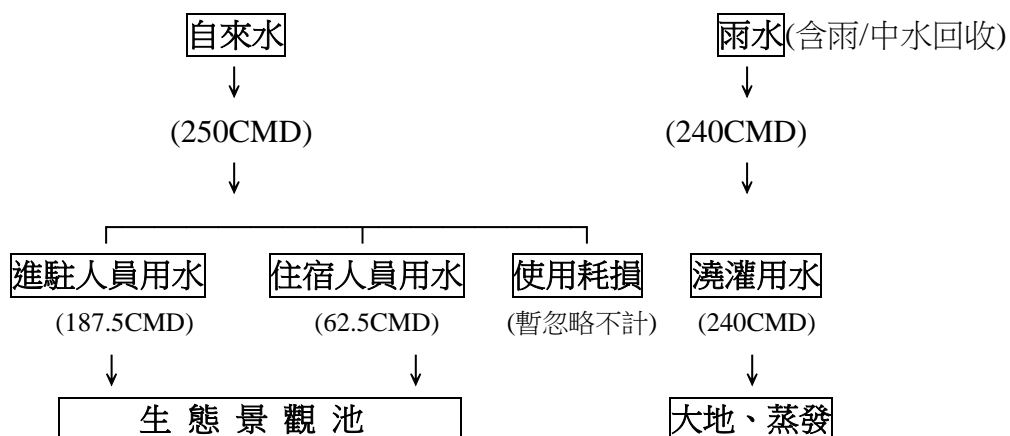 自來水 雨水(含雨/中水回收)
(250CMD) (240CMD)
進駐人員用水 住宿人員用水 使用耗損 澆灌用水
(187.5CMD) (62.5CMD) (暫忽略不計) (240CMD)
生態景觀池 大地、蒸發